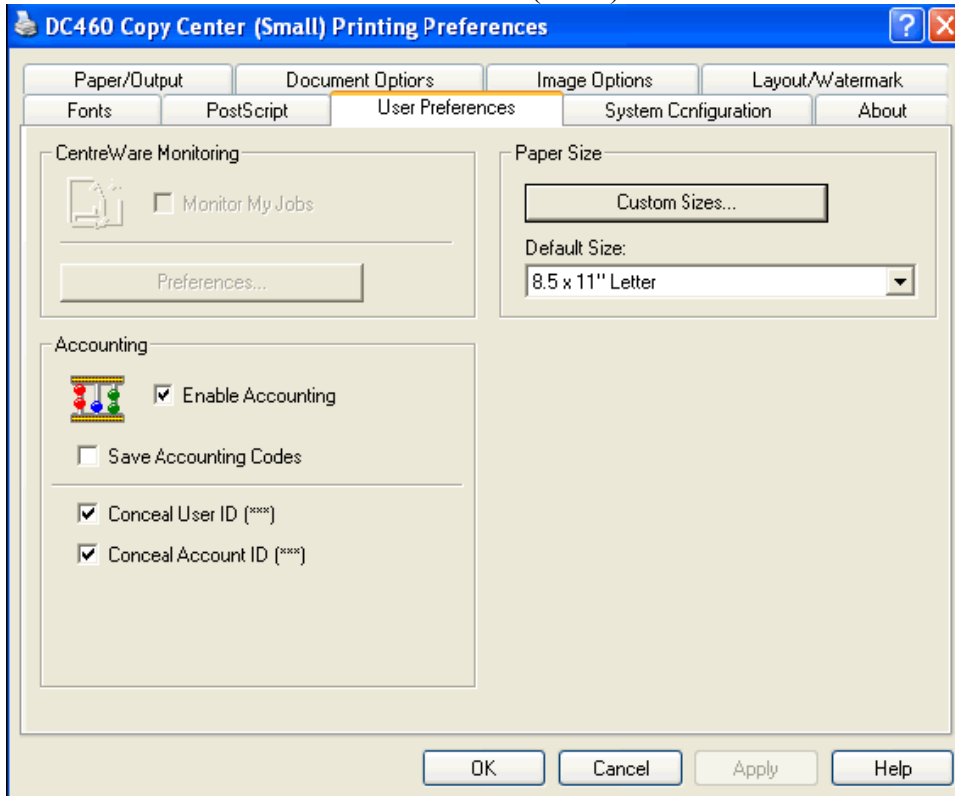 DC460 Copy Center (Small) Printing Preferences
Paper/Output Document Options Image Options Layout/Watermark
Fonts PostScript User Preferences System Configuration About
CentreWare Monitoring
Monitor My Jobs
Preferences...
Paper Size
Custom Sizes...
Default Size:
8.5 x 11" Letter
Accounting
Enable Accounting
Save Accounting Codes
Conceal User ID (***)
Conceal Account ID (***)
OK Cancel Apply Help